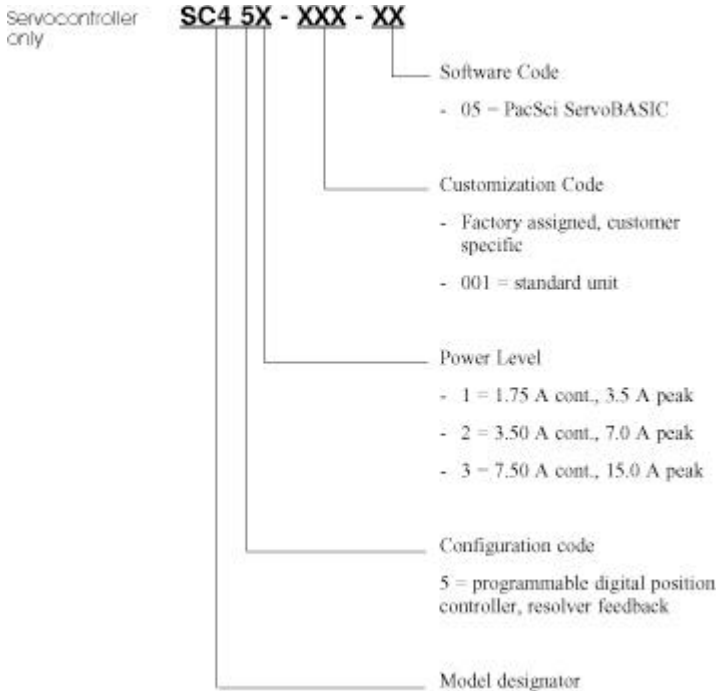 Servocontroller only
SC4 5X - XXX - XX
Software Code
- 05 = PacSci ServoBASIC
Customization Code
- Factory assigned, customer
specific
- 001 = standard unit
Power Level
- 1 = 1.75 A cont., 3.5 A peak
- 2 = 3.50 A cont., 7.0 A peak
- 3 = 7.50 A cont., 15.0 A peak
Configuration code
5 = programmable digital position
controller, resolver feedback
Model designator